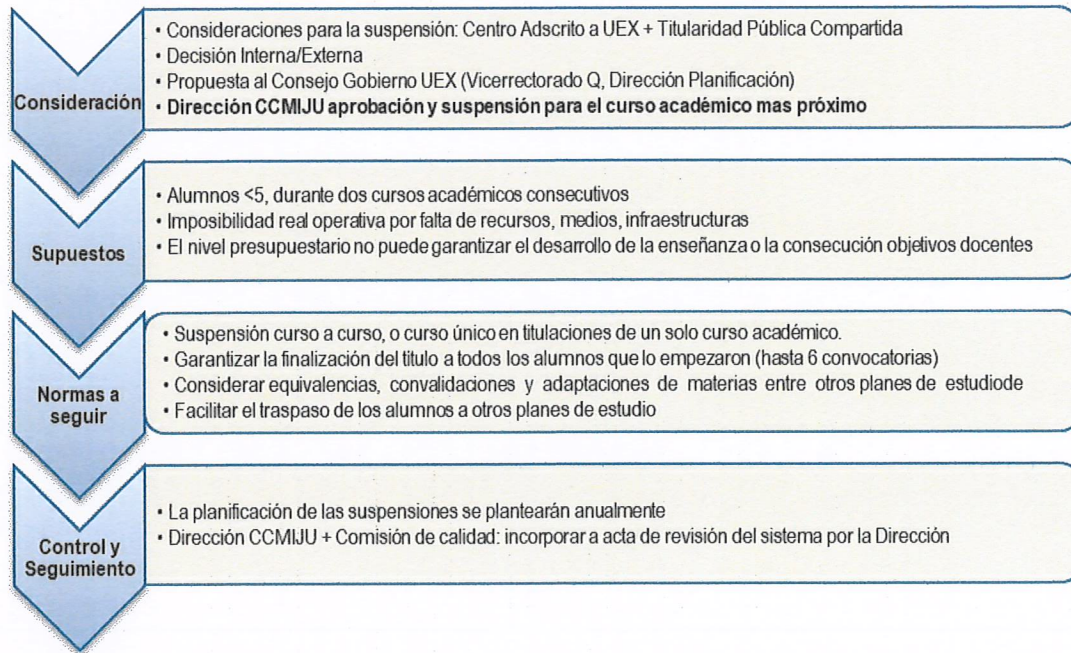 Consideración
• Consideraciones para la suspensión: Centro Adscrito a UEX + Titularidad Pública Compartida
• Decisión Interna/Externa
• Propuesta al Consejo Gobierno UEX (Vicerrectorado Q, Dirección Planificación)
• Dirección CCMIJU aprobación y suspensión para el curso académico mas próximo
Supuestos
• Alumnos <5, durante dos cursos académicos consecutivos
• Imposibilidad real operativa por falta de recursos, medios, infraestructuras
• El nivel presupuestario no puede garantizar el desarrollo de la enseñanza o la consecución objetivos docentes
Normas a
seguir
• Suspensión curso a curso, o curso único en titulaciones de un solo curso académico.
• Garantizar la finalización del titulo a todos los alumnos que lo empezaron (hasta 6 convocatorias)
• Considerar equivalencias, convalidaciones y adaptaciones de materias entre otros planes de estudiode
• Facilitar el traspaso de los alumnos a otros planes de estudio
Control y
Seguimiento
• La planificación de las suspensiones se plantearán anualmente
• Dirección CCMIJU + Comisión de calidad: incorporar a acta de revisión del sistema por la Dirección